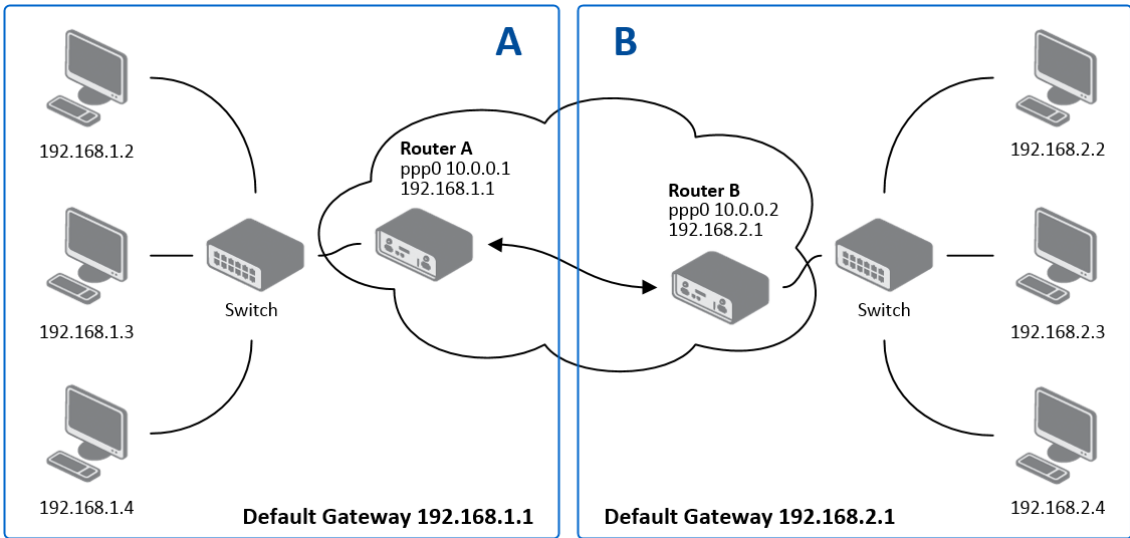 A
192.168.1.2
192.168.1.3
192.168.1.4
Switch
Router A
ppp0 10.0.0.1
192.168.1.1
Default Gateway 192.168.1.1
B
Router B
ppp0 10.0.0.2
192.168.2.1
Switch
192.168.2.2
192.168.2.3
192.168.2.4
Default Gateway 192.168.2.1